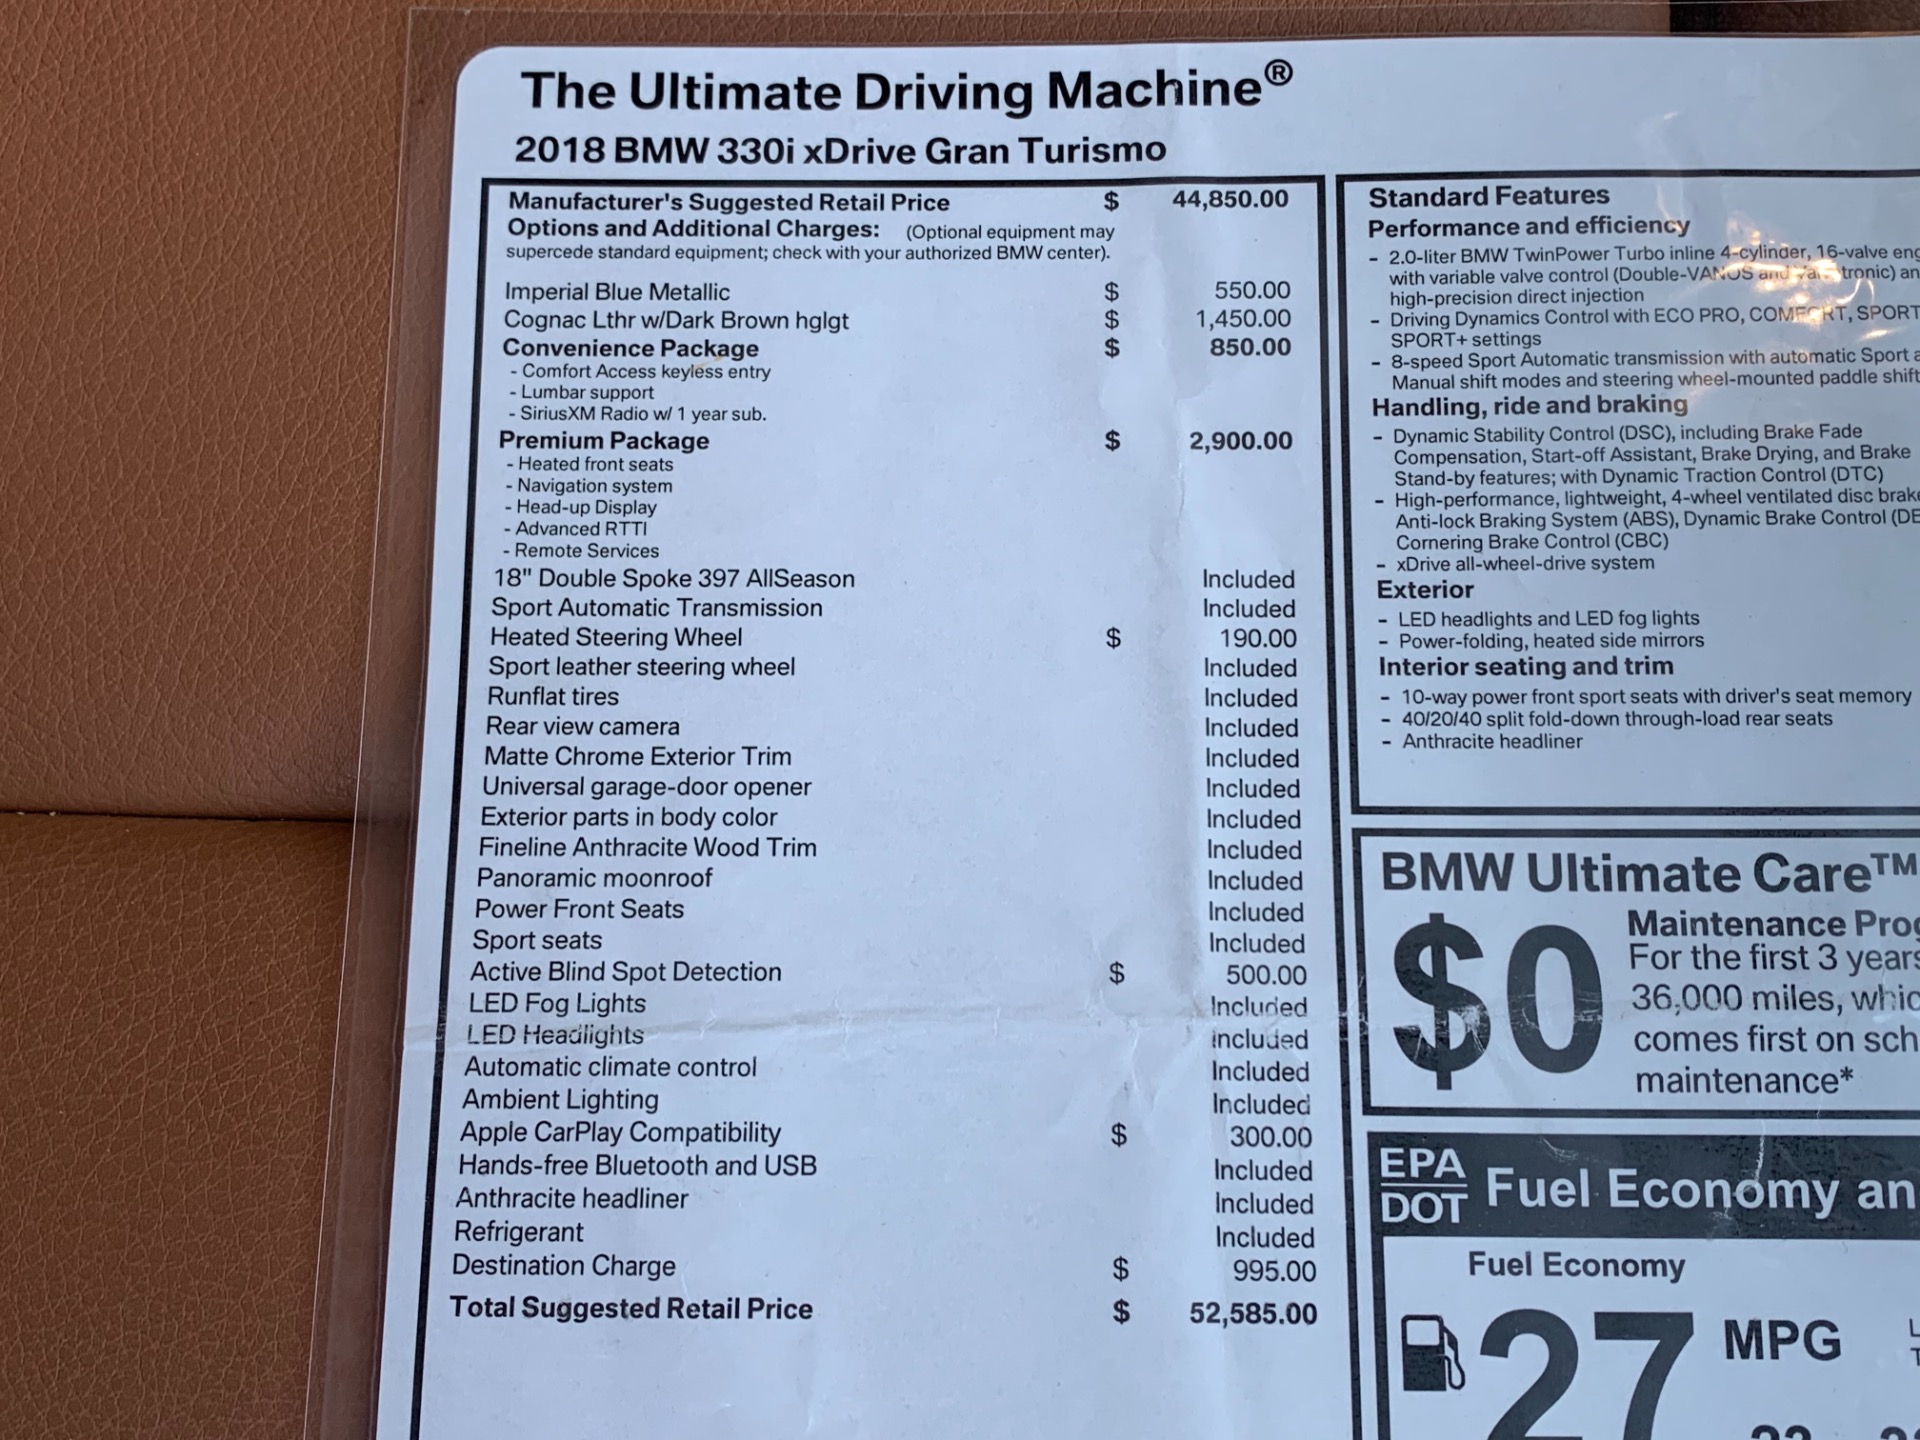 The Ultimate Driving Machine®
2018 BMW 330i xDrive Gran Turismo
Manufacturer's Suggested Retail Price $ 44,850.00
Options and Additional Charges: (Optional equipment may
supercede standard equipment; check with your authorized BMW center).
Imperial Blue Metallic $ 550.00
Cognac Lthr w/Dark Brown hglgt $ 1,450.00
Convenience Package $ 850.00
- Comfort Access keyless entry
- Lumbar support
- SiriusXM Radio w/ 1 year sub.
Premium Package $ 2,900.00
- Heated front seats
- Navigation system
- Head-up Display
- Advanced RTTI
- Remote Services
18" Double Spoke 397 AllSeason Included
Sport Automatic Transmission Included
Heated Steering Wheel $ 190.00
Sport leather steering wheel Included
Runflat tires Included
Rear view camera Included
Matte Chrome Exterior Trim Included
Universal garage-door opener Included
Exterior parts in body color Included
Fineline Anthracite Wood Trim Included
Panoramic moonroof Included
Power Front Seats Included
Sport seats Included
Active Blind Spot Detection $ 500.00
LED Fog Lights Included
LED Headlights Included
Automatic climate control Included
Ambient Lighting Included
Apple CarPlay Compatibility $ 300.00
Hands-free Bluetooth and USB Included
Anthracite headliner Included
Refrigerant Included
Destination Charge $ 995.00
Total Suggested Retail Price $ 52,585.00
Standard Features
Performance and efficiency
- 2.0-liter BMW TwinPower Turbo inline 4-cylinder, 16-valve
with variable valve control (Double-VANOS and
high-precision direct injection
- Driving Dynamics Control with ECO PRO, COMFORT, SPORT
SPORT+ settings
- 8-speed Sport Automatic transmission with automatic Sport
Manual shift modes and steering wheel-mounted paddle shift
Handling, ride and braking
- Dynamic Stability Control (DSC), including Brake Fade
Compensation, Start-off Assistant, Brake Drying, and Brake
Stand-by features; with Dynamic Traction Control (DTC)
- High-performance, lightweight, 4-wheel ventilated disc
Anti-lock Braking System (ABS), Dynamic Brake Control
Cornering Brake Control (CBC)
- xDrive all-wheel-drive system
Exterior
- LED headlights and LED fog lights
- Power-folding, heated side mirrors
Interior seating and trim
- 10-way power front sport seats with driver's seat memory
- 40/20/40 split fold-down through-load rear seats
- Anthracite headliner
BMW Ultimate Care™
$0
Maintenance
For the first 3 years
36,000 miles,
comes first on
maintenance*
EPA
DOT
Fuel Economy
Fuel Economy
27 MPG